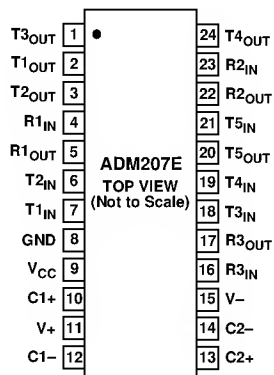 T3OUT 1 24 T4OUT
T1OUT 2 23 R2IN
T2OUT 3 22 R2OUT
R1IN 4 21 T5IN
R1OUT 5 20 T5OUT
ADM207E
TOP VIEW
(Not to Scale)
T2IN 6 19 T4IN
T1IN 7 18 T3IN
GND 8 17 R3OUT
VCC 9 16 R3IN
C1+ 10 15 V–
V+ 11 14 C2–
C1– 12 13 C2+